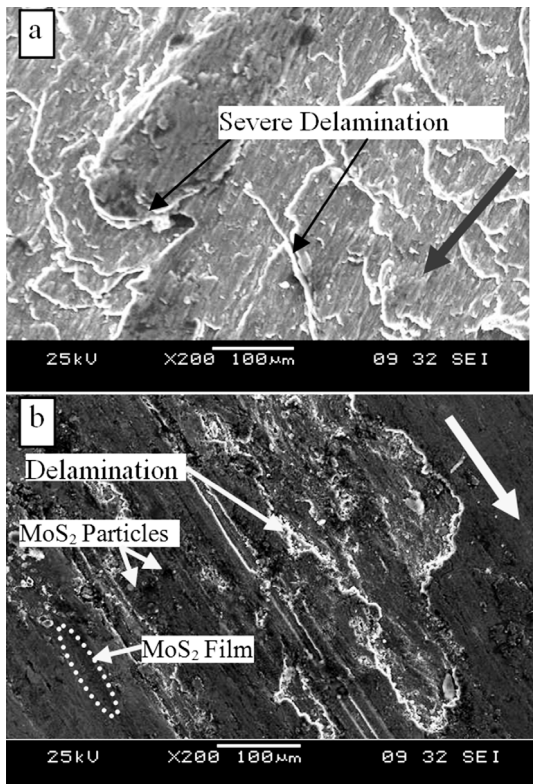 a
Severe Delamination
25kV X200 100μm 09 32 SEI
b
Delamination
MoS₂ Particles
MoS₂ Film
25kV X200 100μm 09 32 SEI